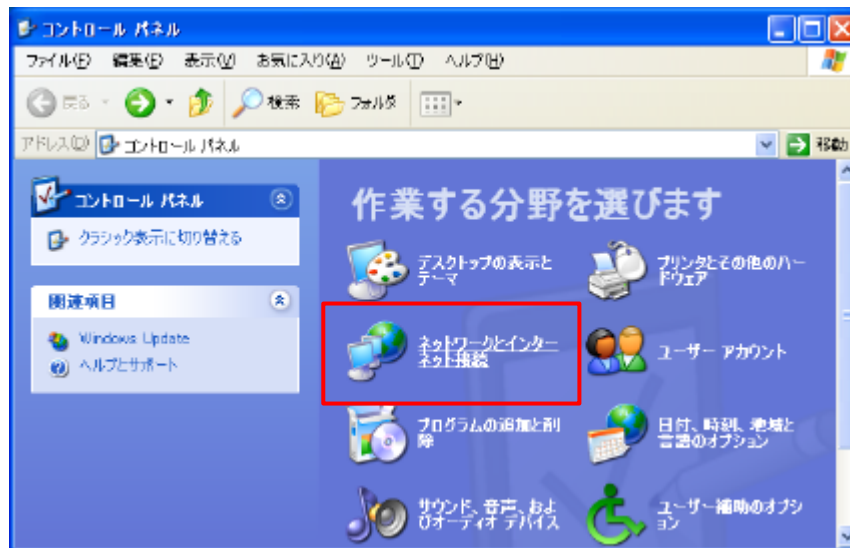 コントロール パネル
ファイル(F) 編集(E) 表示(V) お気に入り(A) ツール(T) ヘルプ(H)
戻る 検索 フォルダ
アドレス(D) コントロール パネル 移動
コントロール パネル
クラシック表示に切り替える
関連項目
Windows Update
ヘルプとサポート
作業する分野を選びます
デスクトップの表示と
テーマ
プリンタとその他のハー
ドウェア
ネットワークとインター
ネット接続
ユーザー アカウント
プログラムの追加と削
除
日付、時刻、地域と
言語のオプション
サウンド、音声、およ
びオーディオ デバイス
ユーザー補助のオプシ
ョン